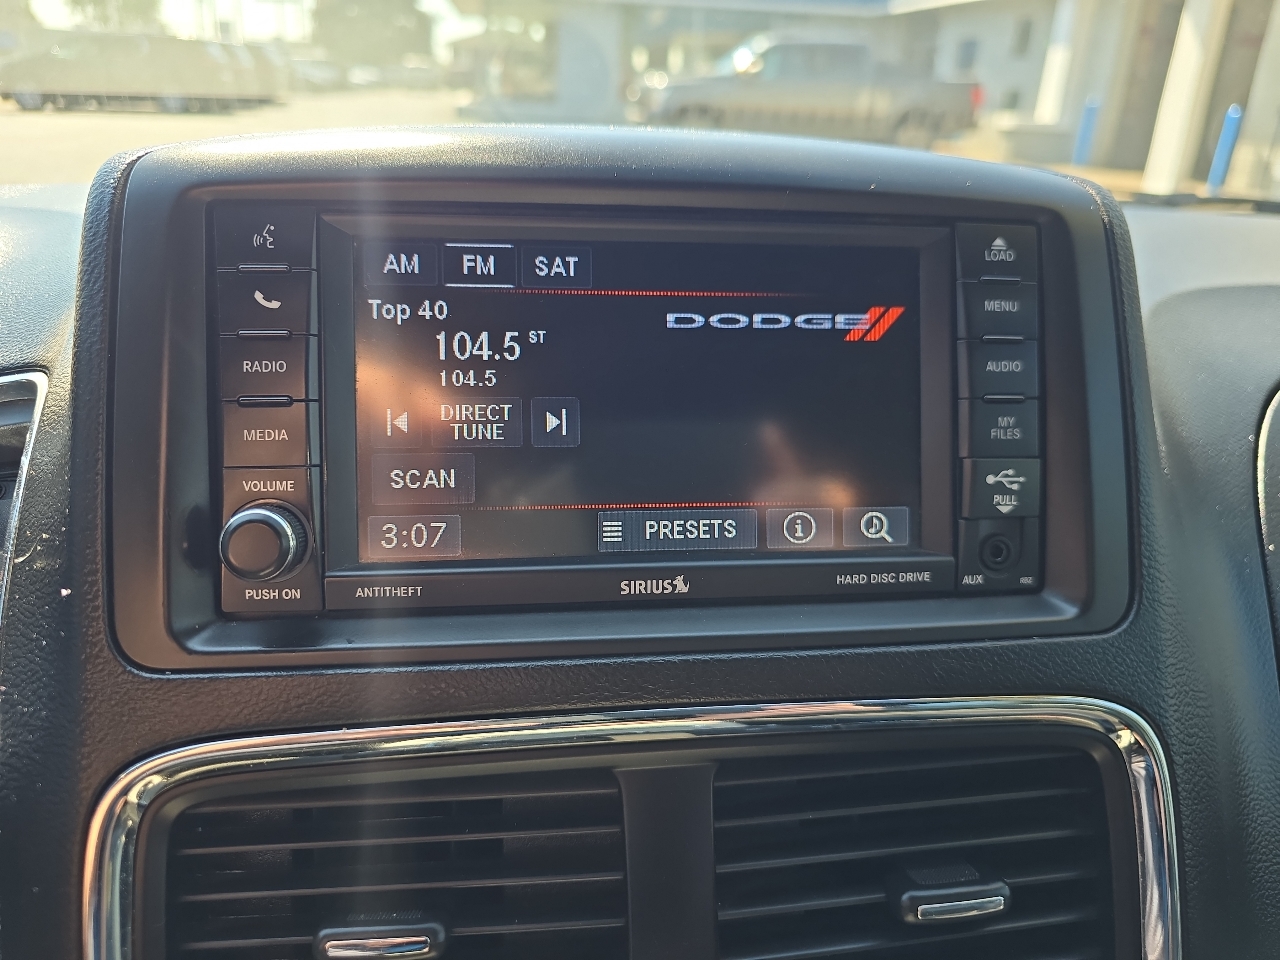 AM FM SAT
Top 40
104.5 ST
104.5
DIRECT
TUNE
SCAN
3:07
PRESETS
i
DODGE
RADIO
MEDIA
VOLUME
PUSH ON
LOAD
MENU
AUDIO
MY
FILES
PULL
AUX
RBZ
ANTITHEFT
SIRIUS
HARD DISC DRIVE